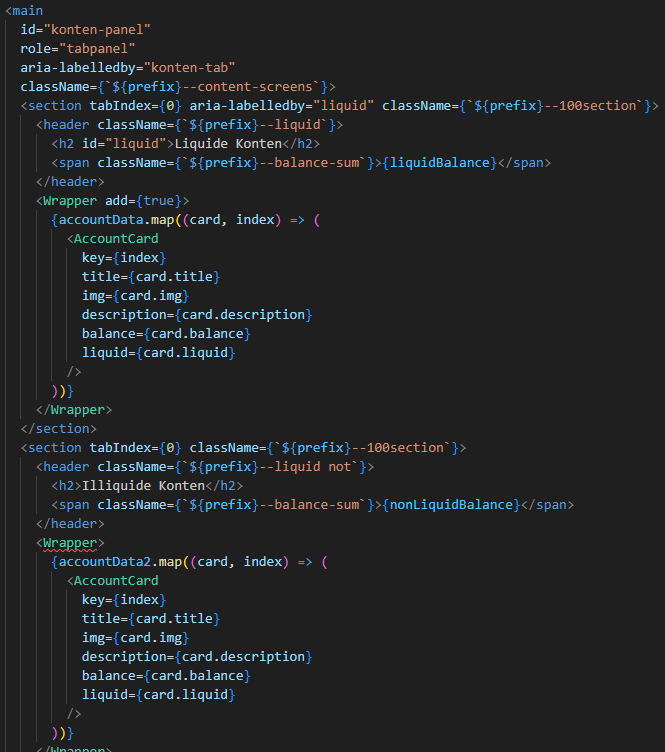 <main
id="konten-panel"
role="tabpanel"
aria-labelledby="konten-tab"
className={`${prefix}--content-screens`}>
<section tabIndex={0} aria-labelledby="liquid" className={`${prefix}--100section`}>
<header className={`${prefix}--liquid`}>
<h2 id="liquid">Liquide Konten</h2>
<span className={`${prefix}--balance-sum`}>{liquidBalance}</span>
</header>
<Wrapper add={true}>
{accountData.map((card, index) => (
<AccountCard
key={index}
title={card.title}
img={card.img}
description={card.description}
balance={card.balance}
liquid={card.liquid}
/>
))}
</Wrapper>
</section>
<section tabIndex={0} className={`${prefix}--100section`}>
<header className={`${prefix}--liquid not`}>
<h2>Illiquide Konten</h2>
<span className={`${prefix}--balance-sum`}>{nonLiquidBalance}</span>
</header>
<Wrapper>
{accountData2.map((card, index) => (
<AccountCard
key={index}
title={card.title}
img={card.img}
description={card.description}
balance={card.balance}
liquid={card.liquid}
/>
))}
</Wrapper>